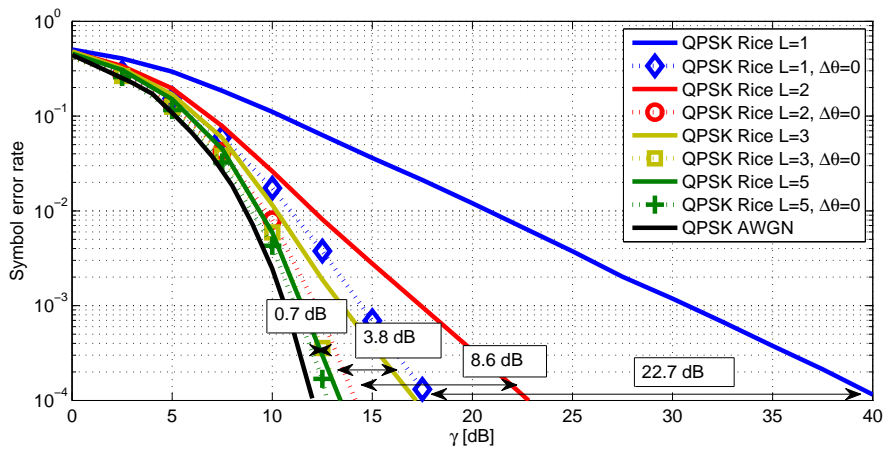 Symbol error rate
10⁰
10⁻¹
10⁻²
10⁻³
10⁻⁴
QPSK Rice L=1
QPSK Rice L=1, Δθ=0
QPSK Rice L=2
QPSK Rice L=2, Δθ=0
QPSK Rice L=3
QPSK Rice L=3, Δθ=0
QPSK Rice L=5
QPSK Rice L=5, Δθ=0
QPSK AWGN
0.7 dB
3.8 dB
8.6 dB
22.7 dB
0 5 10 15 20 25 30 35 40
γ [dB]